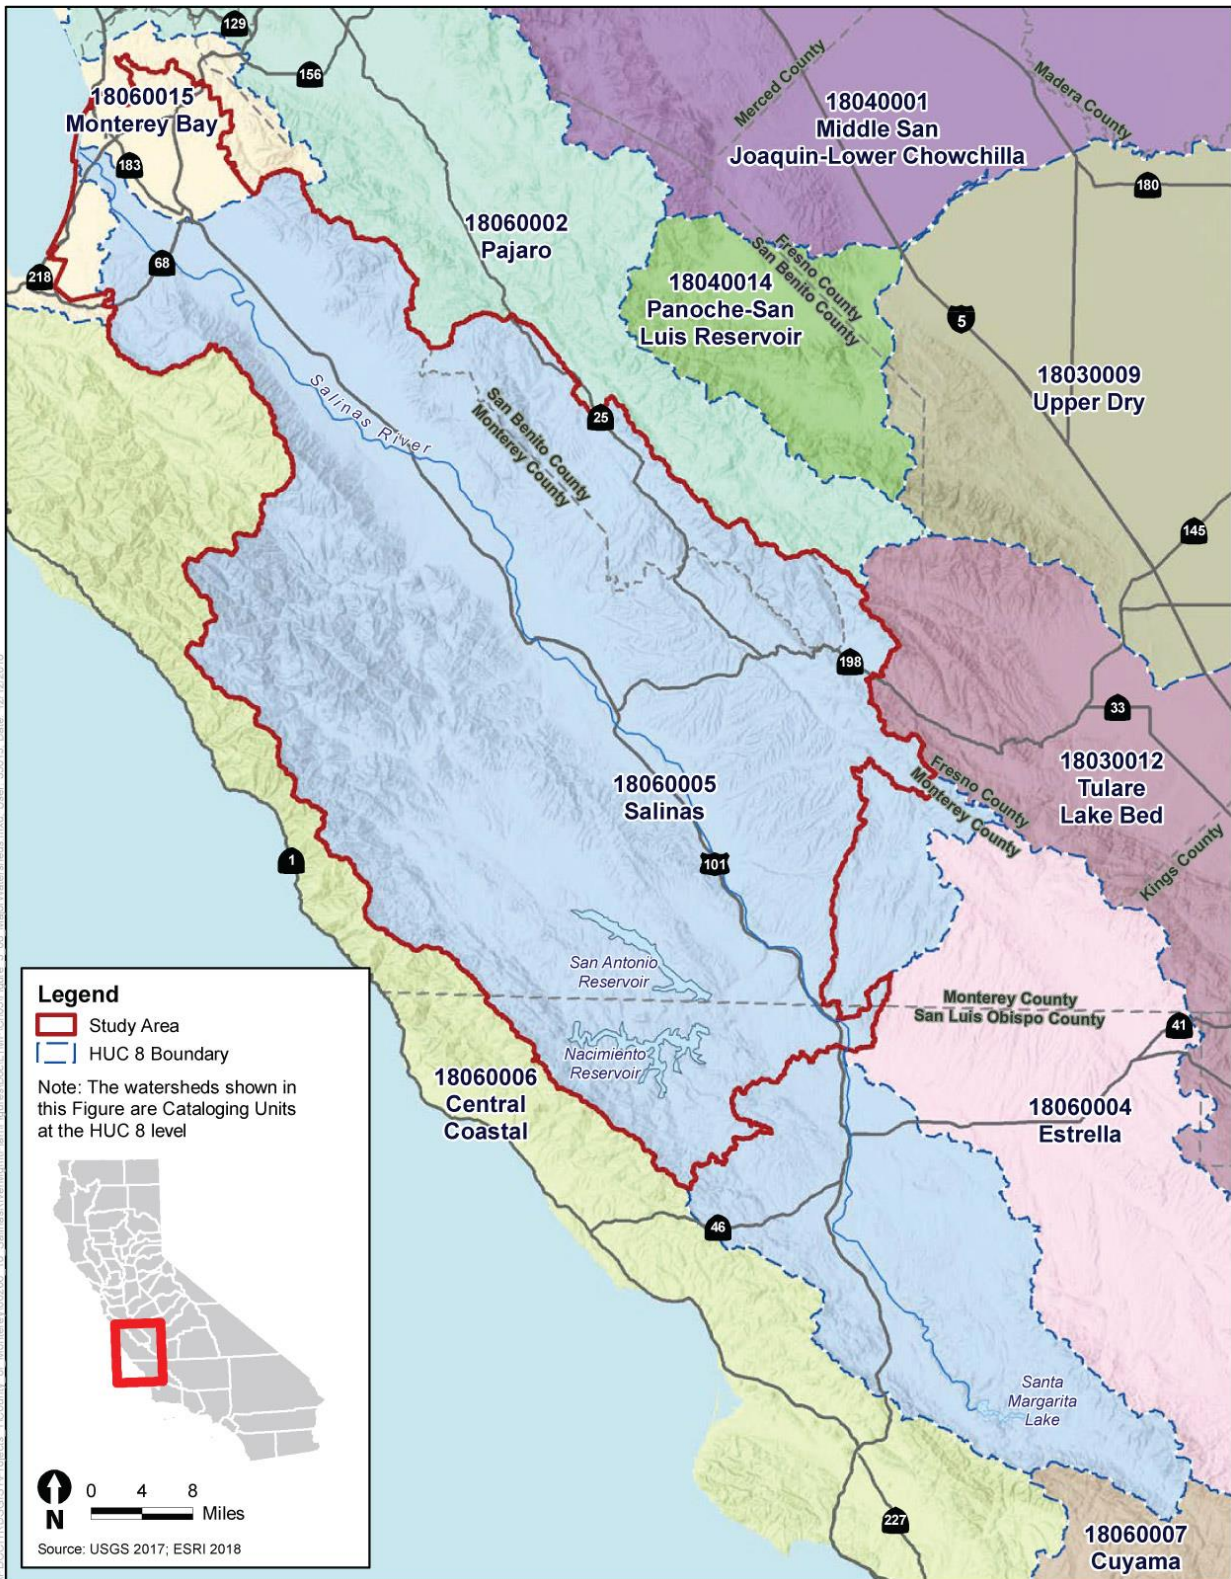 129
156
18060015
Monterey Bay
183
Merced County
Madera County
18040001
Middle San
Joaquin-Lower Chowchilla
180
18060002
Pajaro
68
218
Fresno County
San Benito County
18040014
Panoche-San
Luis Reservoir
5
18030009
Upper Dry
Salinas River
San Benito County
Monterey County
25
145
198
33
18030012
Tulare
Lake Bed
Fresno County
Monterey County
Kings County
18060005
Salinas
101
1
San Antonio
Reservoir
Monterey County
San Luis Obispo County
41
Nacimiento
Reservoir
18060006
Central
Coastal
18060004
Estrella
46
Santa
Margarita
Lake
227
18060007
Cuyama
Legend
Study Area
HUC 8 Boundary
Note: The watersheds shown in
this Figure are Cataloging Units
at the HUC 8 level
N
0 4 8
Miles
Source: USGS 2017; ESRI 2018